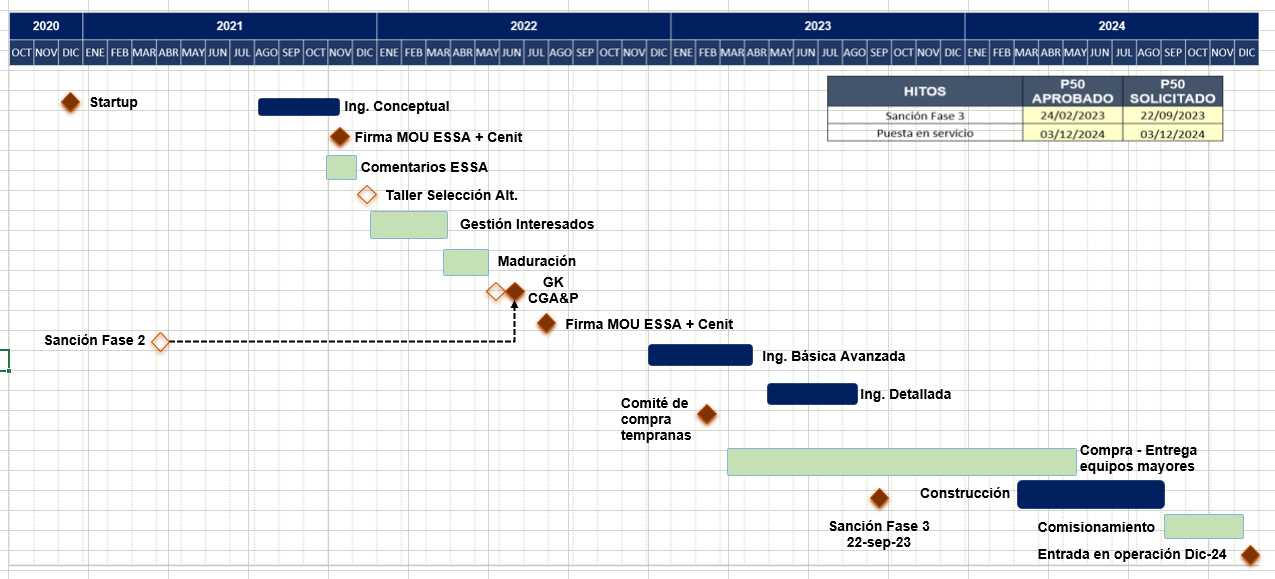 2020 2021 2022 2023 2024
OCT NOV DIC ENE FEB MAR ABR MAY JUN JUL AGO SEP OCT NOV DIC ENE FEB MAR ABR MAY JUN JUL AGO SEP OCT NOV DIC ENE FEB MAR ABR MAY JUN JUL AGO SEP OCT NOV DIC ENE FEB MAR ABR MAY JUN JUL AGO SEP OCT NOV DIC
HITOS P50 APROBADO P50 SOLICITADO
Sanción Fase 3 24/02/2023 22/09/2023
Puesta en servicio 03/12/2024 03/12/2024
Startup
Ing. Conceptual
Firma MOU ESSA + Cenit
Comentarios ESSA
Taller Selección Alt.
Gestión Interesados
Maduración
GK
CGA&P
Firma MOU ESSA + Cenit
Sanción Fase 2
Ing. Básica Avanzada
Ing. Detallada
Comité de
compra
tempranas
Compra - Entrega
equipos mayores
Construcción
Sanción Fase 3
22-sep-23
Comisionamiento
Entrada en operación Dic-24